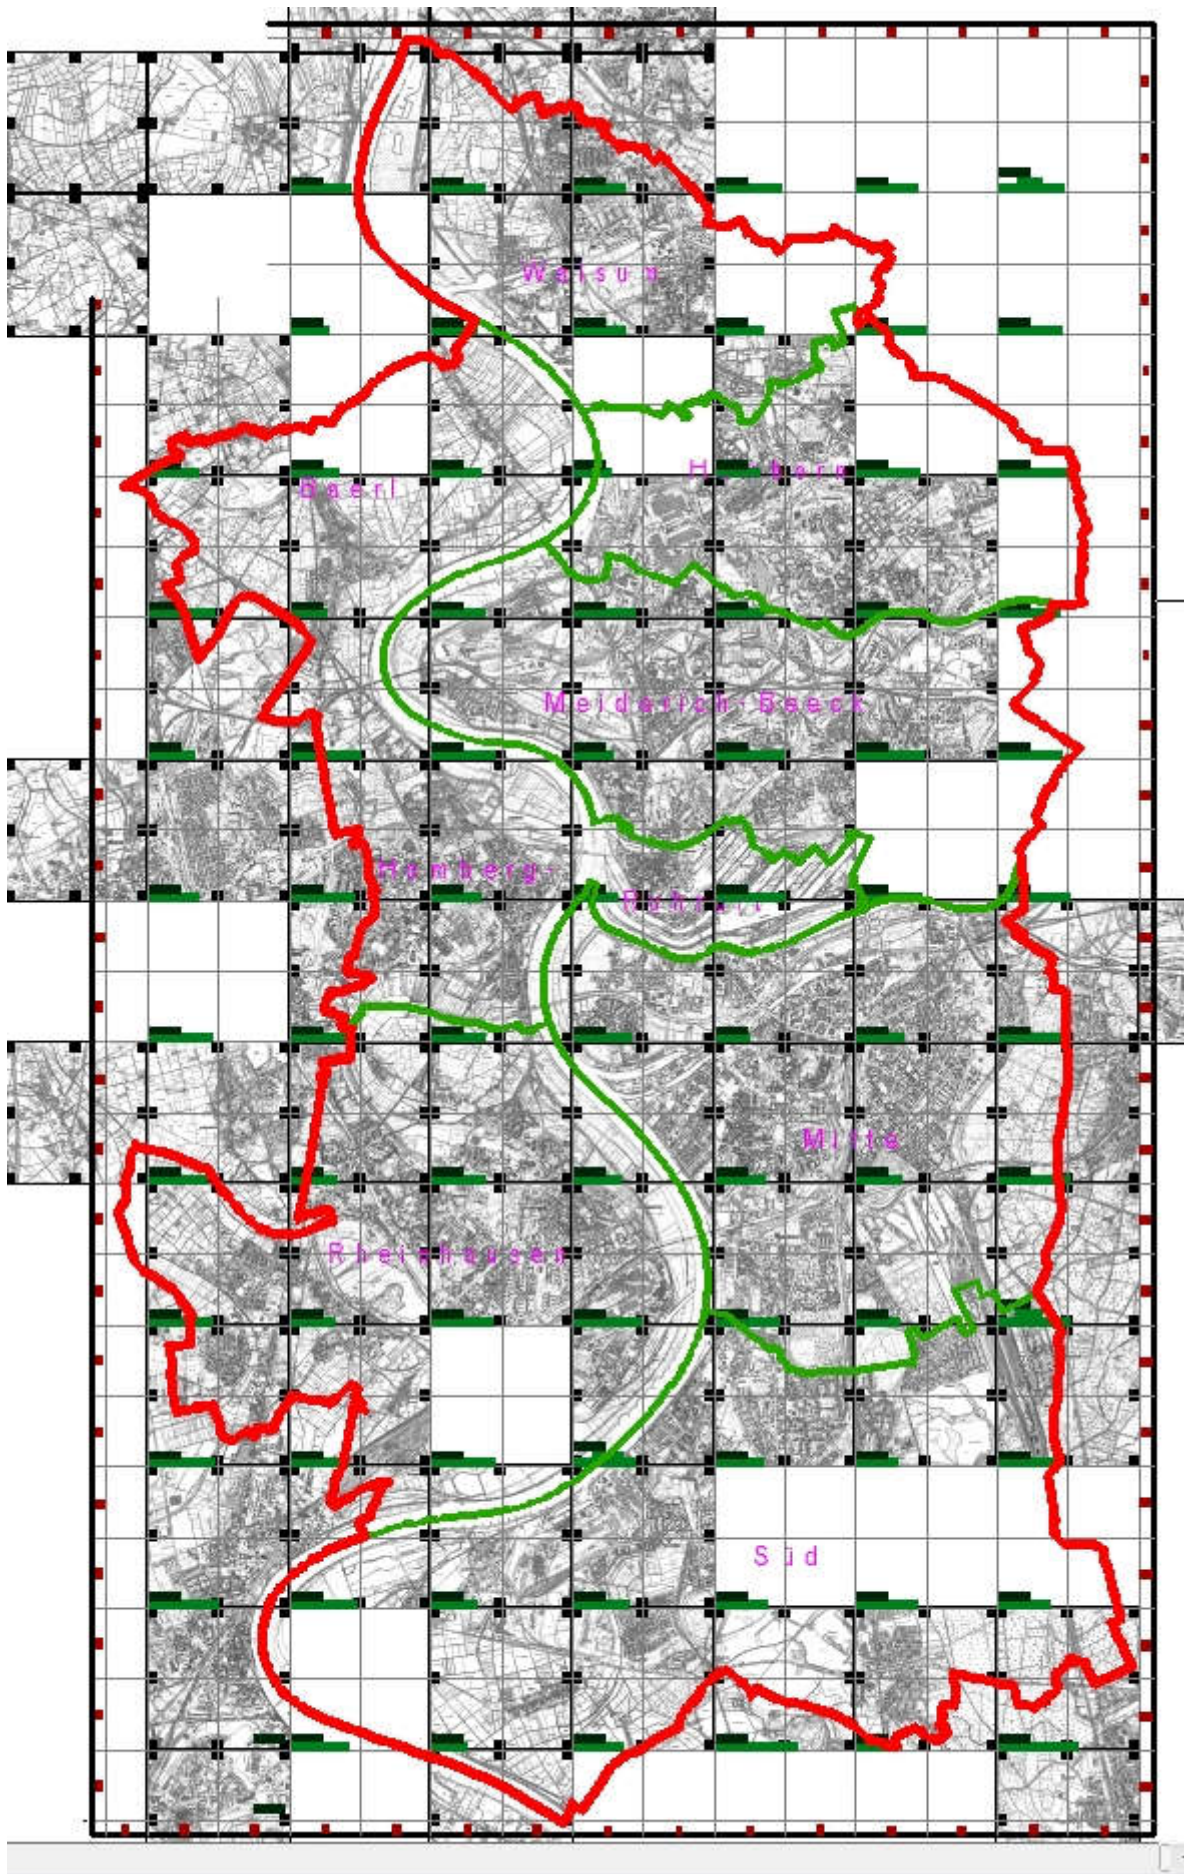 Walsum
Baerl
Meiderich-Beeck
Homberg-
Mitte
Rheinhausen
Süd